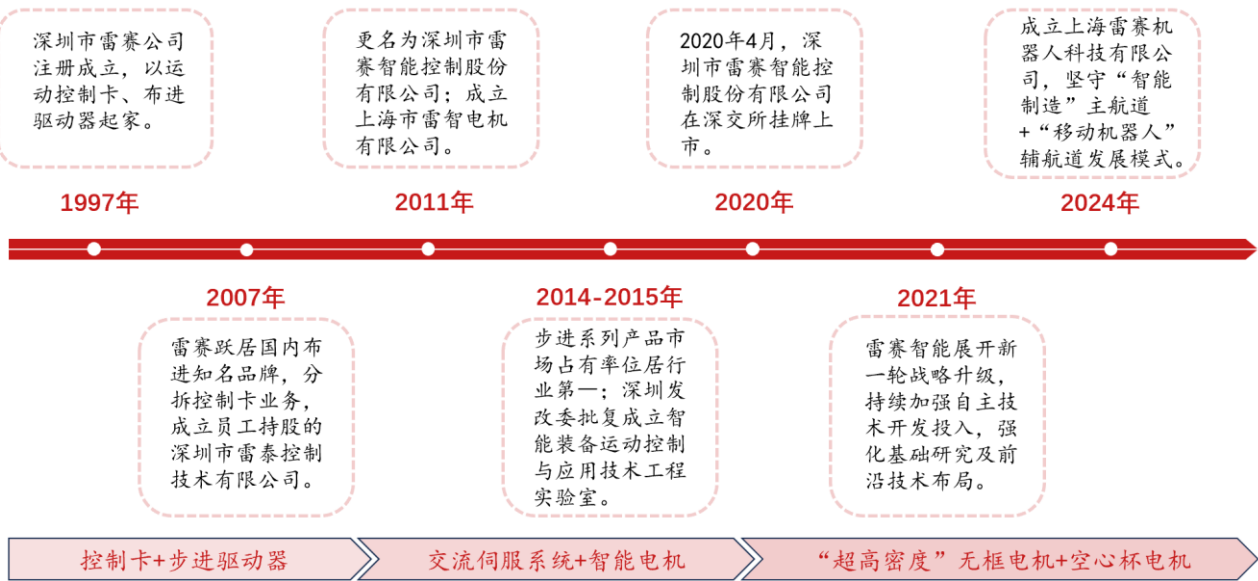 深圳市雷赛公司
注册成立，以运
动控制卡、布进
驱动器起家。
1997年
2007年
雷赛跃居国内布
进知名品牌，分
拆控制卡业务，
成立员工持股的
深圳市雷泰控制
技术有限公司。
更名为深圳市雷
赛智能控制股份
有限公司；成立
上海市雷智电机
有限公司。
2011年
2014-2015年
步进系列产品市
场占有率位居行
业第一；深圳发
改委批复成立智
能装备运动控制
与应用技术工程
实验室。
2020年4月，深
圳市雷赛智能控
制股份有限公司
在深交所挂牌上
市。
2020年
2021年
雷赛智能展开新
一轮战略升级，
持续加强自主技
术开发投入，强
化基础研究及前
沿技术布局。
成立上海雷赛机
器人科技有限公
司，坚守“智能
制造”主航道
+“移动机器人”
辅航道发展模式。
2024年
控制卡+步进驱动器
交流伺服系统+智能电机
“超高密度”无框电机+空心杯电机